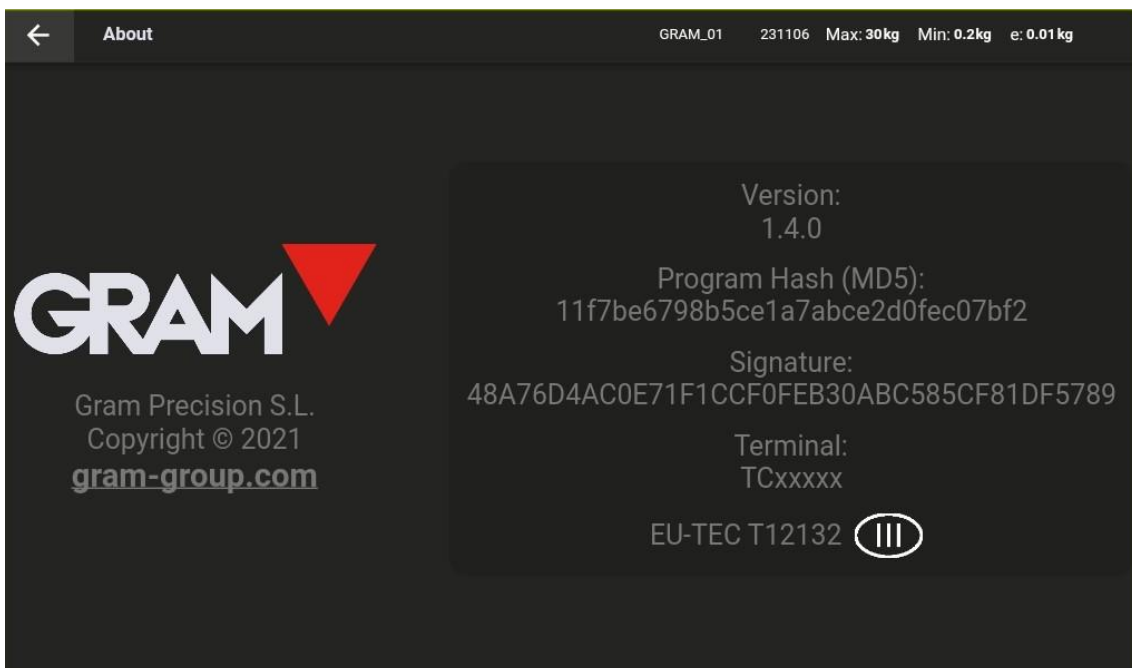 About
GRAM_01 231106 Max: 30kg Min: 0.2kg e: 0.01kg
GRAM
Gram Precision S.L.
Copyright © 2021
gram-group.com
Version:
1.4.0
Program Hash (MD5):
11f7be6798b5ce1a7abce2d0fec07bf2
Signature:
48A76D4AC0E71F1CCF0FEB30ABC585CF81DF5789
Terminal:
TCxxxxx
EU-TEC T12132 III